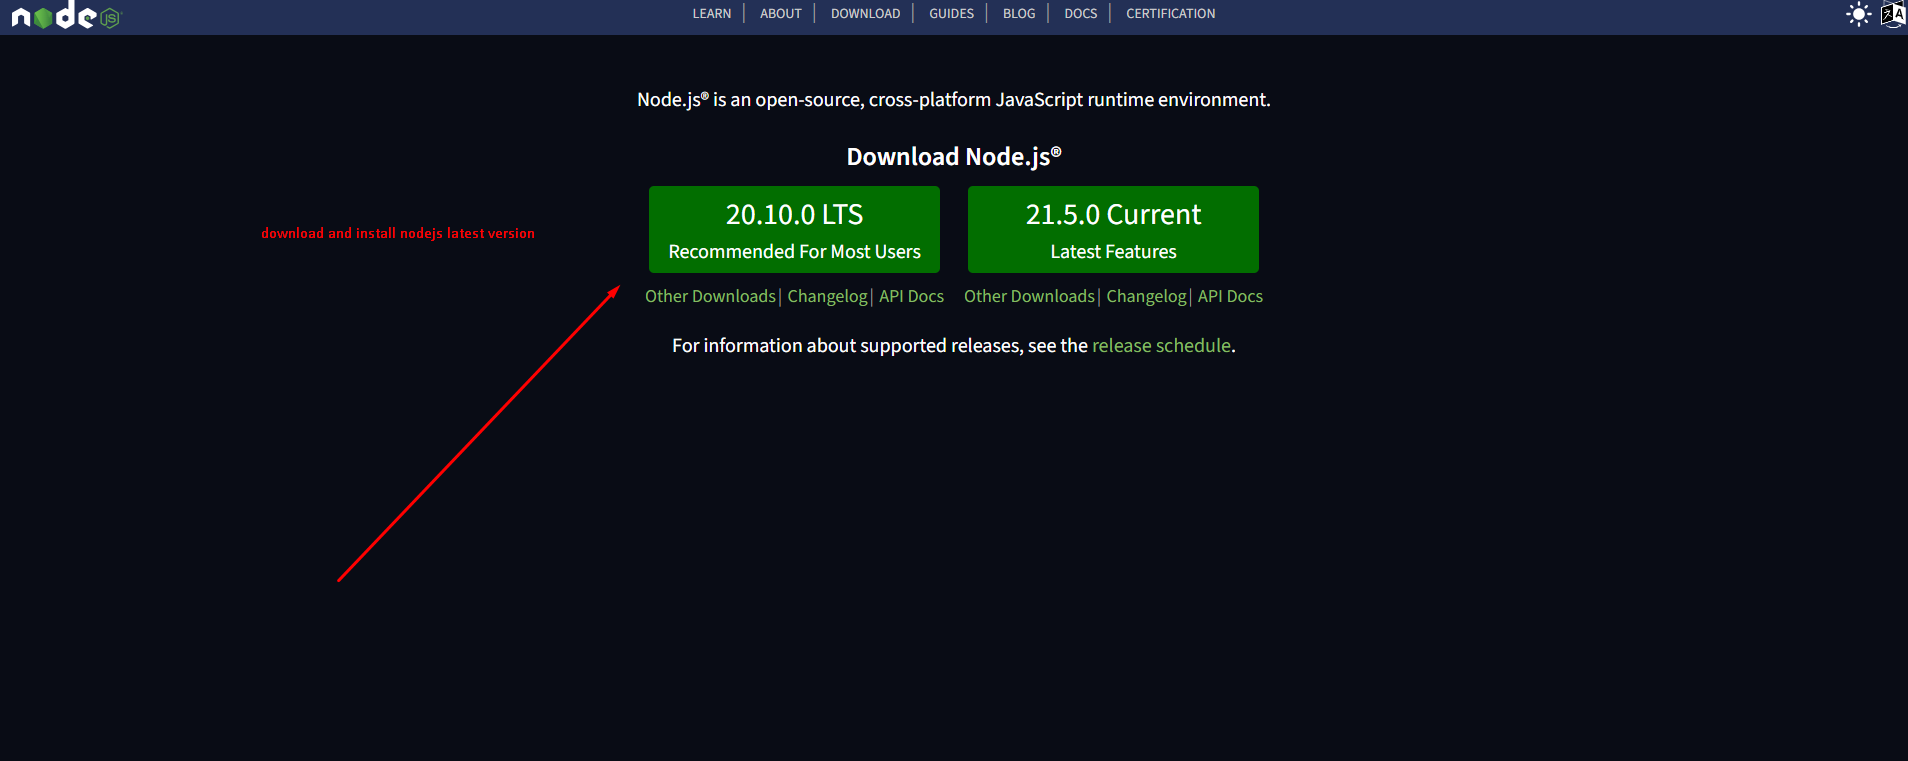 node JS
LEARN | ABOUT | DOWNLOAD | GUIDES | BLOG | DOCS | CERTIFICATION
Node.js® is an open-source, cross-platform JavaScript runtime environment.
Download Node.js®
20.10.0 LTS
Recommended For Most Users
21.5.0 Current
Latest Features
download and install nodejs latest version
Other Downloads | Changelog | API Docs
Other Downloads | Changelog | API Docs
For information about supported releases, see the release schedule.